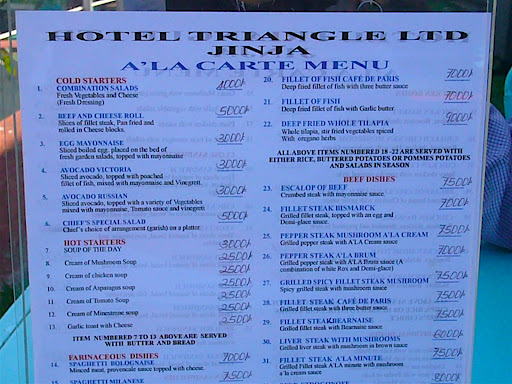 HOTEL TRIANGLE LTD
JINJA
A'LA CARTE MENU
COLD STARTERS
1. COMBINATION SALADS 4000/-
Fresh Vegetables and Cheese
(Fresh Dressing)
2. BEEF AND CHEESE ROLL 5000/-
Slices of fillet steak, Pan fried and
rolled in Cheese blocks.
3. EGG MAYONNAISE 3000/-
Sliced boiled egg, placed on the bed of
fresh garden salads, topped with mayonnaise
4. AVOCADO VICTORIA 3000/-
Sliced avocado, topped with poached
fillet of fish, mixed with mayonnaise and Vinegrett.
5. AVOCADO RUSSIAN 3000/-
Sliced avocado, topped with a variety of Vegetables
mixed with mayonnaise, Tomato sauce and vinegrett
6. CHIEF'S SPECIAL SALAD 5000/-
Chief's choice of arrangement (garish) on a platter.
HOT STARTERS
7. SOUP OF THE DAY 3000/-
8. Cream of Mushroom Soup 2500/-
9. Cream of chicken soup 2500/-
10. Cream of Asparagus soup 2500/-
11. Cream of Tomato Soup 2500/-
12. Cream of Minestrone soup 2500/-
13. Garlic toast with Cheese 2500/-
ITEM NUMBERED 7 TO 13 ABOVE ARE SERVED
WITH BUTTER AND BREAD
FARINACEOUS DISHES
14. SPAGHETTI BOLOGNAISE 7000/-
Minced meat, provencale sauce topped with cheese.
SPAGHETTI MILANESE 7500/-
20. FILLET OF FISH CAFÉ DE PARIS 7000/-
Deep fried fillet of fish with three butter sauce
21. FILLET OF FISH 7000/-
Deep fried fillet of fish with Garlic butter.
22. DEEP FRIED WHOLE TILAPIA 9000/-
Whole tilapia, stir fried vegetables spiced
With oregano herbs
ALL ABOVE ITEMS NUMBERED 18 -22 ARE SERVED WITH
EITHER RICE, BUTTERED POTATOES OR POMMES POTATOES
AND SALADS IN SEASON
BEEF DISHES
23. ESCALOP OF BEEF 7500/-
Crumbed steak with mayonnaise sauce
24. FILLET STEAK BISMARCK 7000/-
Grilled fillet steak, topped with an egg and
Demi-glace sauce.
25. PEPPER STEAK MUSHROOM A'LA CREAM 7500/-
Grilled pepper steak with A'LA Cream sauce
26. PEPPER STEAK A'LA BRUM 7000/-
Grilled pepper steak with A'LA Brum (A
combination of white Rox and Demi-glace)
27. GRILLED SPICY FILLET STEAK MUSHROOM 7500/-
Spicy grilled steak with mushroom
28. FILLET STEAK CAFÉ DE PARIS 7500/-
Grilled fillet steak with three butter sauce
29. FILLET STEAK BEARNAISE 7500/-
Grilled fillet steak with Bearnaise sauce
30. LIVER STEAK WITH MUSHROOMS 6000/-
Grilled liver steak with mushroom in brown sauce
31. FILLET STEAK A'LA MINUTE 7500/-
Grilled Fillet steak A'LA minute with mushroom
a'la cream sauce